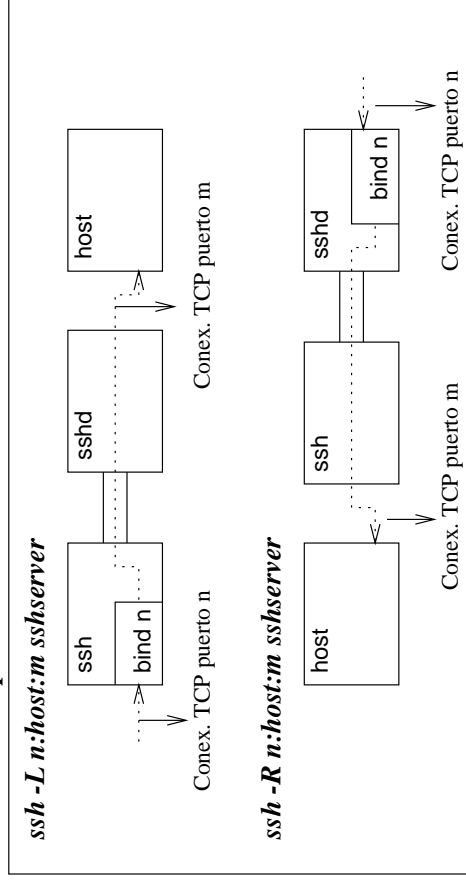 ssh -L n:host:m sshserver
ssh
bind n
sshd
host
Conex. TCP puerto n
Conex. TCP puerto m
ssh -R n:host:m sshserver
host
ssh
sshd
bind n
Conex. TCP puerto m
Conex. TCP puerto n